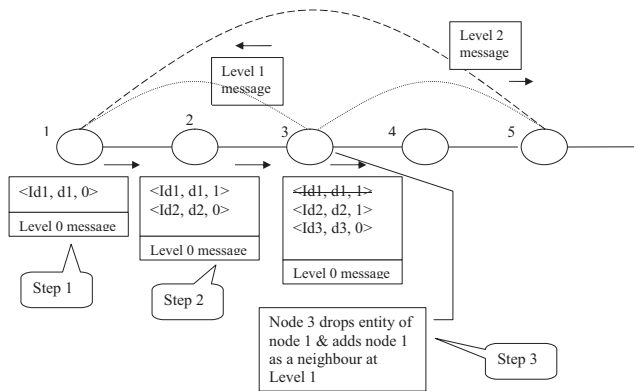 Level 2
message
Level 1
message
1
2
3
4
5
<Id1, d1, 0>
Level 0 message
<Id1, d1, 1>
<Id2, d2, 0>
Level 0 message
<Id1, d1, 1>
<Id2, d2, 1>
<Id3, d3, 0>
Level 0 message
Step 1
Step 2
Node 3 drops entity of
node 1 & adds node 1
as a neighbour at
Level 1
Step 3